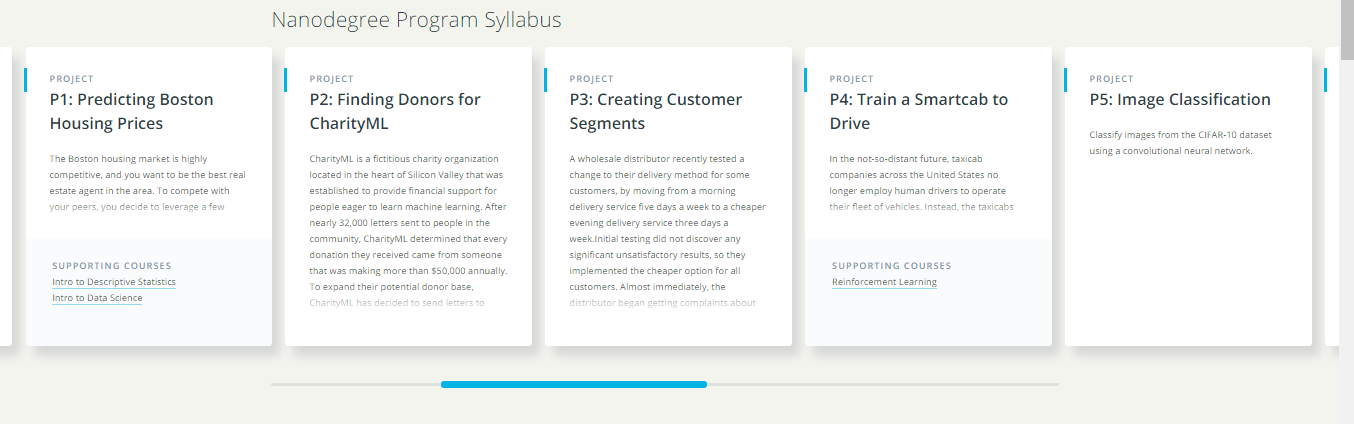 Nanodegree Program Syllabus
PROJECT
P1: Predicting Boston
Housing Prices
The Boston housing market is highly
competitive, and you want to be the best real
estate agent in the area. To compete with
your peers, you decide to leverage a few
SUPPORTING COURSES
Intro to Descriptive Statistics
Intro to Data Science
PROJECT
P2: Finding Donors for
CharityML
CharityML is a fictitious charity organization
located in the heart of Silicon Valley that was
established to provide financial support for
people eager to learn machine learning. After
nearly 32,000 letters sent to people in the
community, CharityML determined that every
donation they received came from someone
that was making more than $50,000 annually.
To expand their potential donor base,
CharityML has decided to send letters to
PROJECT
P3: Creating Customer
Segments
A wholesale distributor recently tested a
change to their delivery method for some
customers, by moving from a morning
delivery service five days a week to a cheaper
evening delivery service three days a
week.Initial testing did not discover any
significant unsatisfactory results, so they
implemented the cheaper option for all
customers. Almost immediately, the
distributor began getting complaints about
PROJECT
P4: Train a Smartcab to
Drive
In the not-so-distant future, taxicab
companies across the United States no
longer employ human drivers to operate
their fleet of vehicles. Instead, the taxicabs
SUPPORTING COURSES
Reinforcement Learning
PROJECT
P5: Image Classification
Classify images from the CIFAR-10 dataset
using a convolutional neural network.